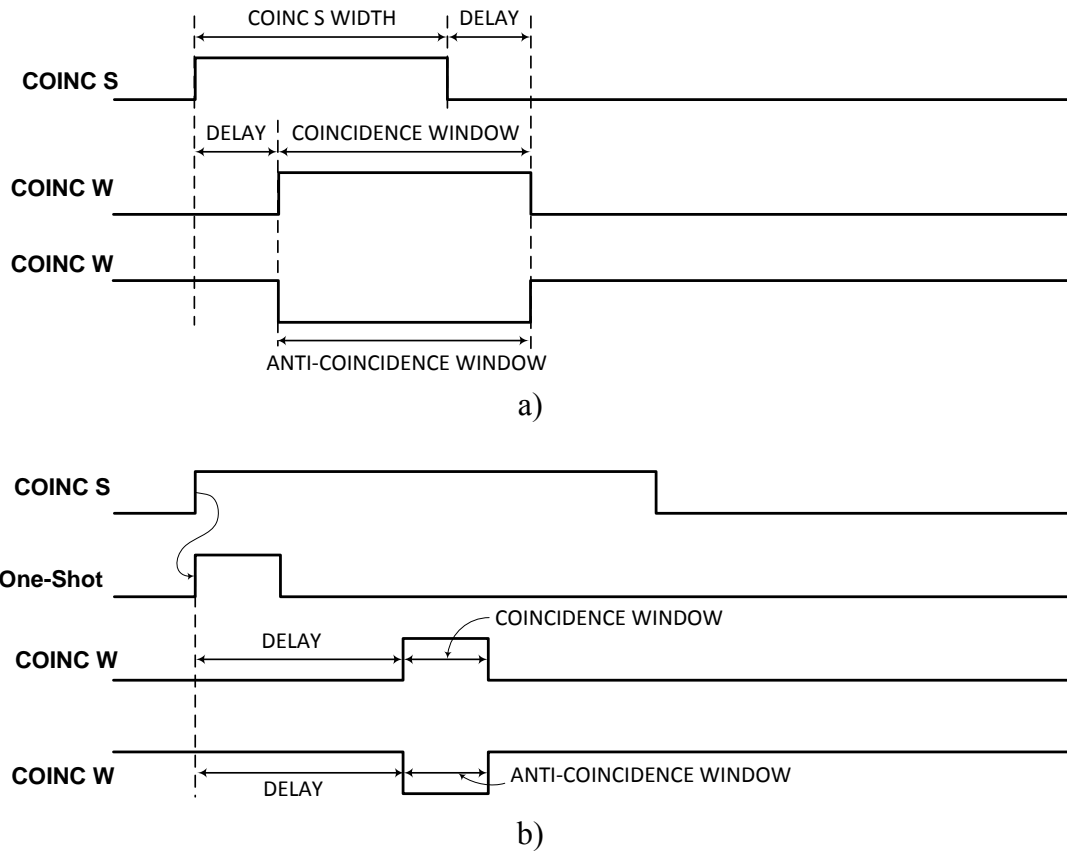 COINC S WIDTH DELAY
COINC S
DELAY COINCIDENCE WINDOW
COINC W
COINC W
ANTI-COINCIDENCE WINDOW
a)
COINC S
One-Shot
COINCIDENCE WINDOW
DELAY
COINC W
COINC W
ANTI-COINCIDENCE WINDOW
DELAY
b)